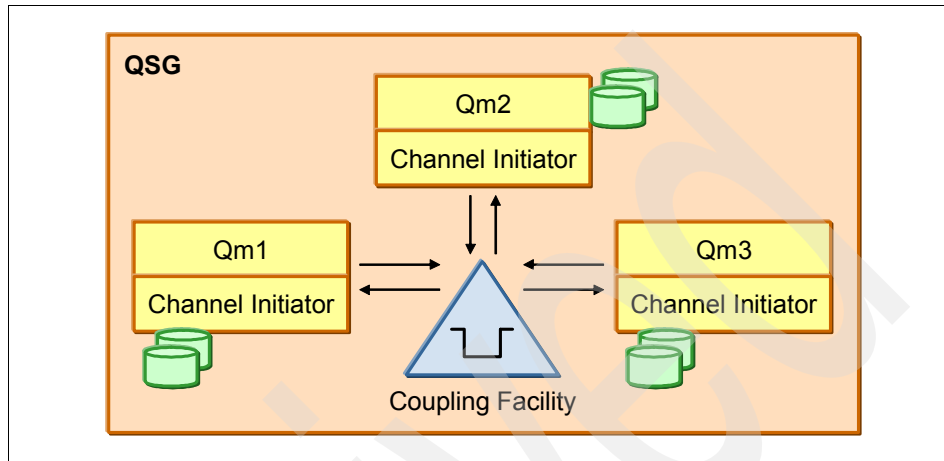 QSG
Qm2
Channel Initiator
Qm1
Channel Initiator
Qm3
Channel Initiator
Coupling Facility